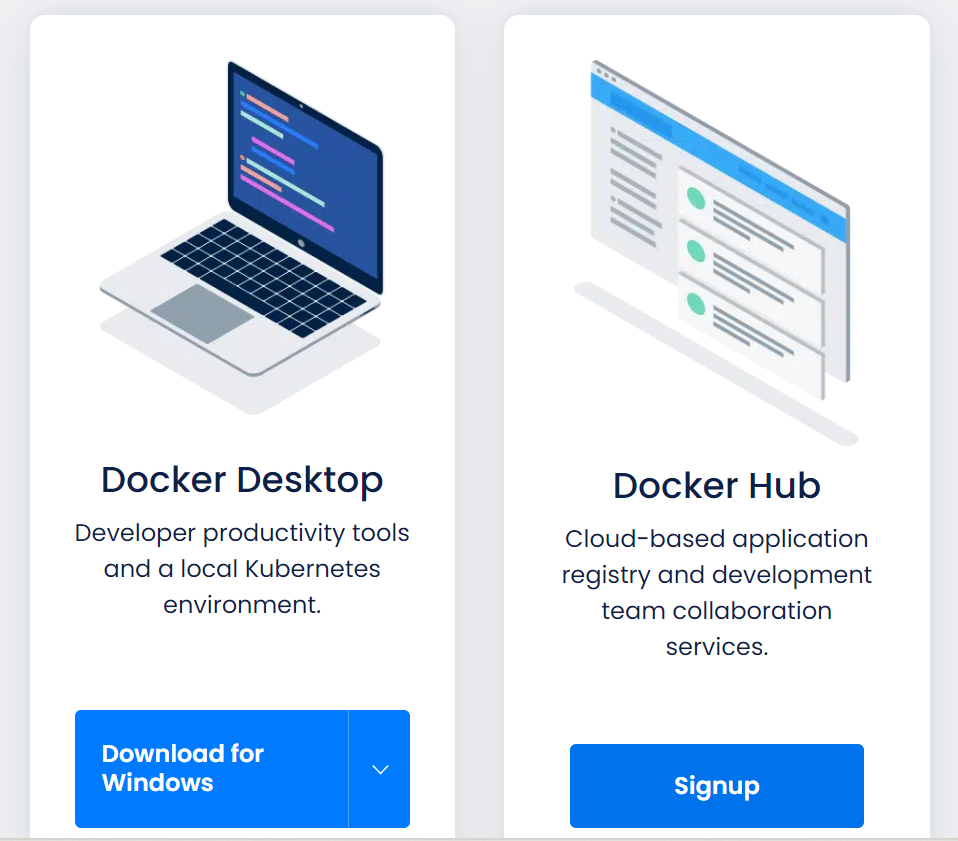 Docker Desktop
Developer productivity tools
and a local Kubernetes
environment.
Download for
Windows
Docker Hub
Cloud-based application
registry and development
team collaboration
services.
Signup